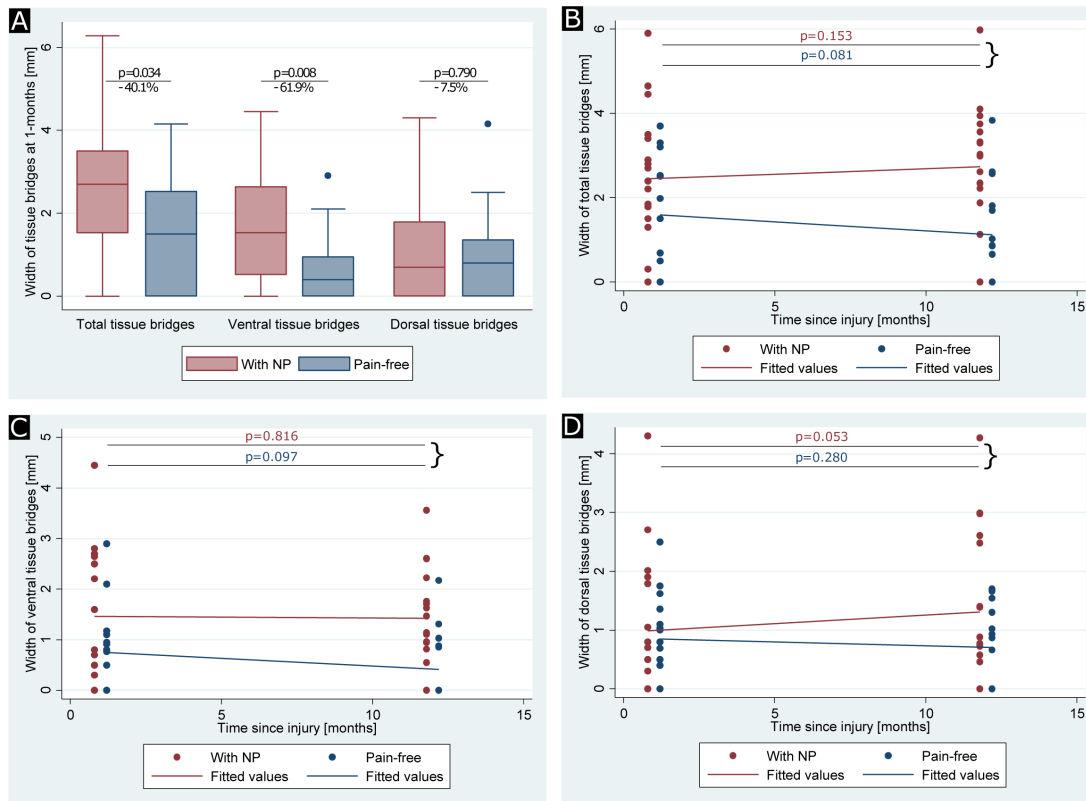 A
Width of tissue bridges at 1-months [mm]
6
4
2
0
p=0.034
-40.1%
p=0.008
-61.9%
p=0.790
-7.5%
Total tissue bridges
Ventral tissue bridges
Dorsal tissue bridges
With NP
Pain-free
B
Width of total tissue bridges [mm]
6
4
2
0
p=0.153
p=0.081
}
0
5
10
15
Time since injury [months]
With NP
Pain-free
Fitted values
Fitted values
C
Width of ventral tissue bridges [mm]
5
4
3
2
1
0
p=0.816
p=0.097
}
0
5
10
15
Time since injury [months]
With NP
Pain-free
Fitted values
Fitted values
D
Width of dorsal tissue bridges [mm]
4
3
2
1
0
p=0.053
p=0.280
}
0
5
10
15
Time since injury [months]
With NP
Pain-free
Fitted values
Fitted values